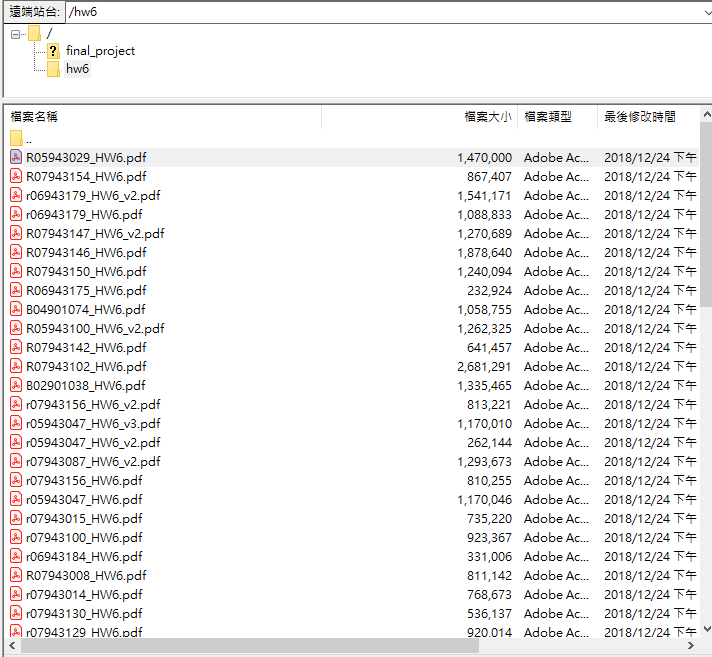 遠端站台: /hw6
/
? final_project
hw6
檔案名稱 檔案大小 檔案類型 最後修改時間
..
R05943029_HW6.pdf 1,470,000 Adobe Ac... 2018/12/24 下午
R07943154_HW6.pdf 867,407 Adobe Ac... 2018/12/24 下午
r06943179_HW6_v2.pdf 1,541,171 Adobe Ac... 2018/12/24 下午
r06943179_HW6.pdf 1,088,833 Adobe Ac... 2018/12/24 下午
R07943147_HW6_v2.pdf 1,270,689 Adobe Ac... 2018/12/24 下午
R07943146_HW6.pdf 1,878,640 Adobe Ac... 2018/12/24 下午
R07943150_HW6.pdf 1,240,094 Adobe Ac... 2018/12/24 下午
R06943175_HW6.pdf 232,924 Adobe Ac... 2018/12/24 下午
B04901074_HW6.pdf 1,058,755 Adobe Ac... 2018/12/24 下午
R05943100_HW6_v2.pdf 1,262,325 Adobe Ac... 2018/12/24 下午
R07943142_HW6.pdf 641,457 Adobe Ac... 2018/12/24 下午
R07943102_HW6.pdf 2,681,291 Adobe Ac... 2018/12/24 下午
B02901038_HW6.pdf 1,335,465 Adobe Ac... 2018/12/24 下午
r07943156_HW6_v2.pdf 813,221 Adobe Ac... 2018/12/24 下午
r05943047_HW6_v3.pdf 1,170,010 Adobe Ac... 2018/12/24 下午
r05943047_HW6_v2.pdf 262,144 Adobe Ac... 2018/12/24 下午
r07943087_HW6_v2.pdf 1,293,673 Adobe Ac... 2018/12/24 下午
r07943156_HW6.pdf 810,255 Adobe Ac... 2018/12/24 下午
r05943047_HW6.pdf 1,170,046 Adobe Ac... 2018/12/24 下午
r07943015_HW6.pdf 735,220 Adobe Ac... 2018/12/24 下午
r07943100_HW6.pdf 923,367 Adobe Ac... 2018/12/24 下午
r06943184_HW6.pdf 331,006 Adobe Ac... 2018/12/24 下午
R07943008_HW6.pdf 811,142 Adobe Ac... 2018/12/24 下午
r07943014_HW6.pdf 768,673 Adobe Ac... 2018/12/24 下午
r07943130_HW6.pdf 536,137 Adobe Ac... 2018/12/24 下午
r07943129_HW6.pdf 920,014 Adobe Ac... 2018/12/24 下午